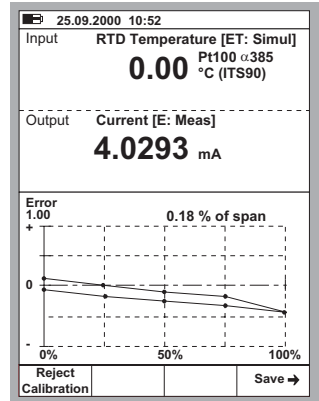 25.09.2000 10:52
Input RTD Temperature [ET: Simul]
0.00 Pt100 α385
°C (ITS90)
Output Current [E: Meas]
4.0293 mA
Error
1.00 0.18 % of span
+
0
-
0% 50% 100%
Reject
Calibration
Save →